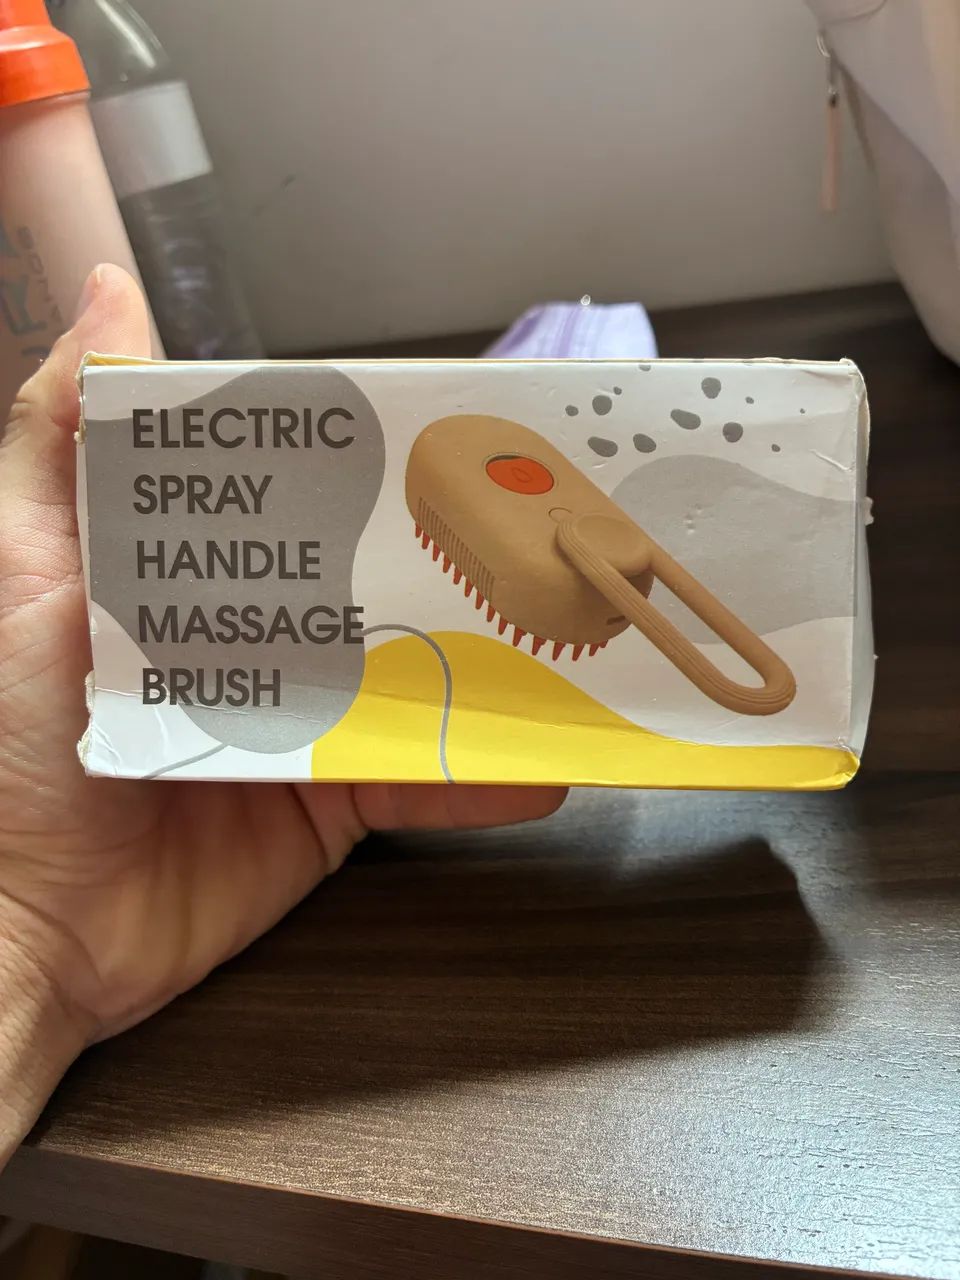 ELECTRIC
SPRAY
HANDLE
MASSAGE
BRUSH